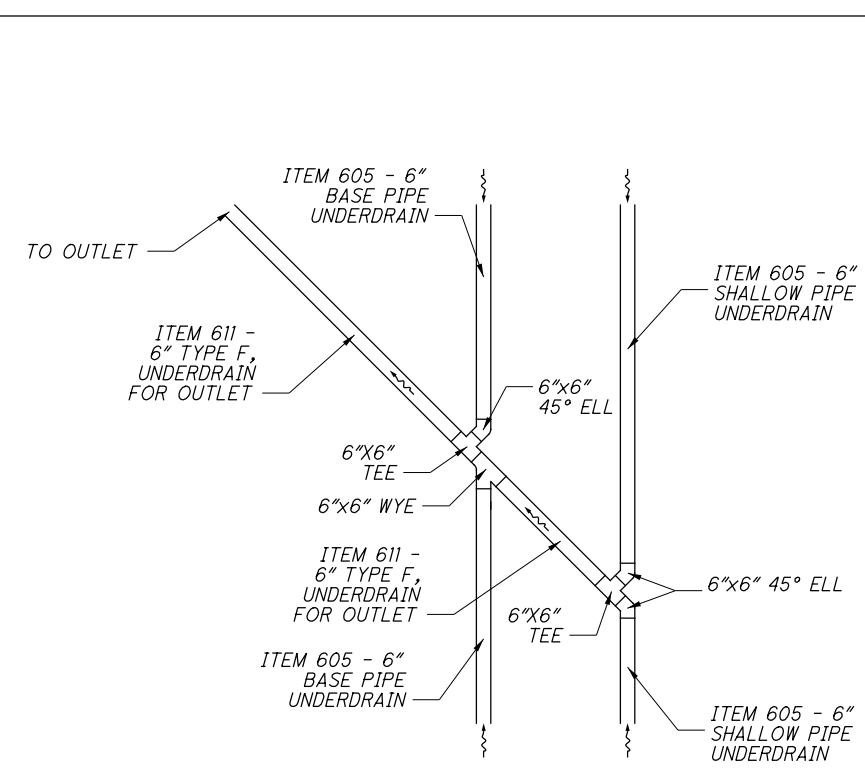 ITEM 605 - 6"
BASE PIPE
UNDERDRAIN
TO OUTLET
ITEM 605 - 6"
SHALLOW PIPE
UNDERDRAIN
ITEM 611 -
6" TYPE F,
UNDERDRAIN
FOR OUTLET
6"x6"
45° ELL
6"X6"
TEE
6"x6" WYE
ITEM 611 -
6" TYPE F,
UNDERDRAIN
FOR OUTLET
6"x6" 45° ELL
6"X6"
TEE
ITEM 605 - 6"
BASE PIPE
UNDERDRAIN
ITEM 605 - 6"
SHALLOW PIPE
UNDERDRAIN